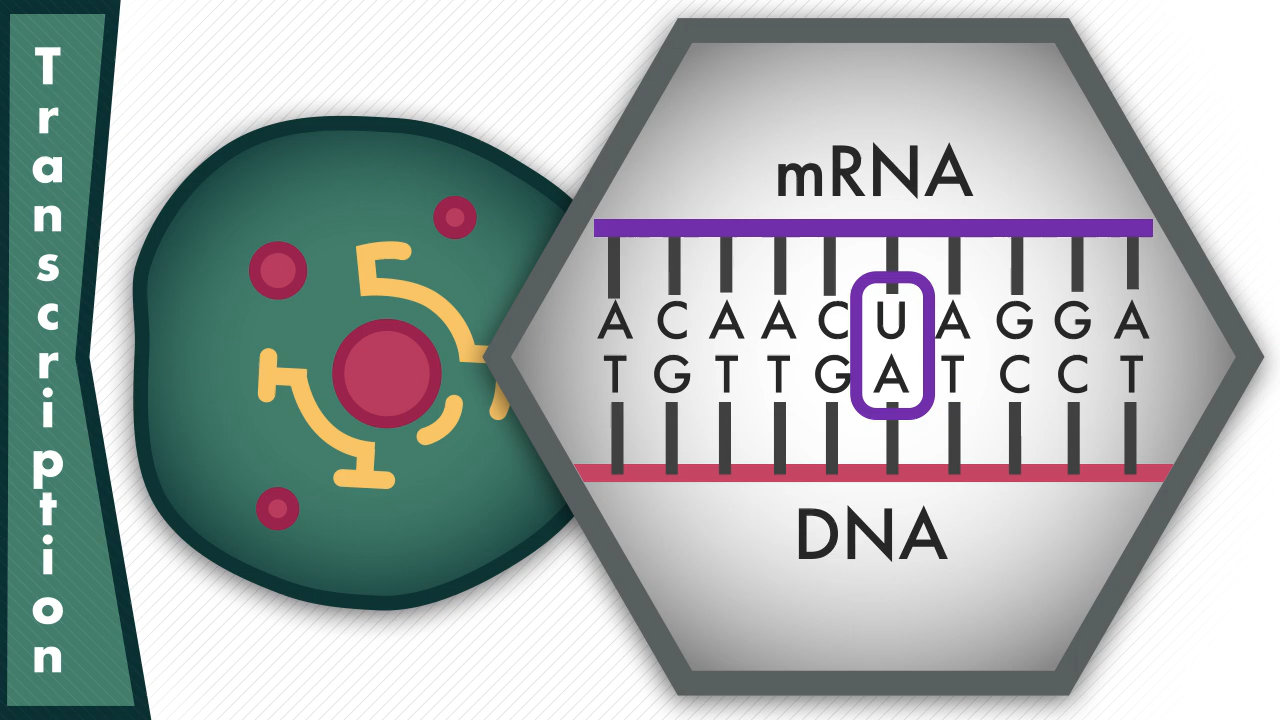 Transcription
mRNA
A C A A C U A G G A
T G T T G A T C C T
DNA